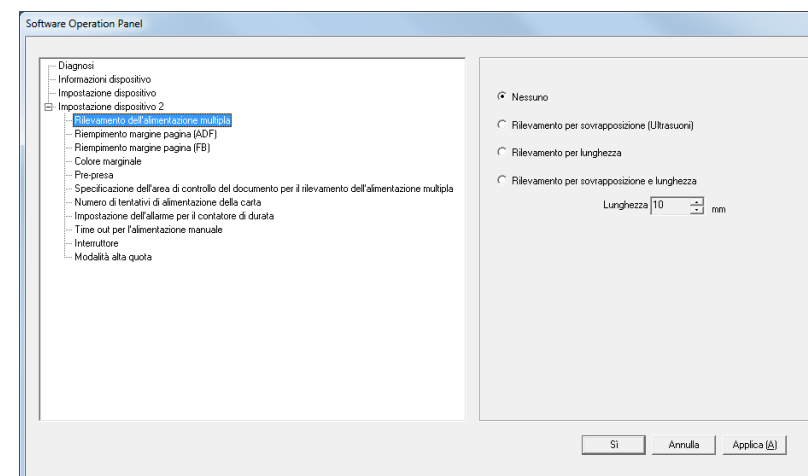 Software Operation Panel
Diagnosi
Informazioni dispositivo
Impostazione dispositivo
Impostazione dispositivo 2
Rilevamento dell'alimentazione multipla
Riempimento margine pagina (ADF)
Riempimento margine pagina (FB)
Colore marginale
Pre-presa
Specificazione dell'area di controllo del documento per il rilevamento dell'alimentazione multipla
Numero di tentativi di alimentazione della carta
Impostazione dell'allarme per il contatore di durata
Time out per l'alimentazione manuale
Interruttore
Modalità alta quota
Nessuno
Rilevamento per sovrapposizione (Ultrasuoni)
Rilevamento per lunghezza
Rilevamento per sovrapposizione e lunghezza
Lunghezza 10 mm
Sì Annulla Applica (A)